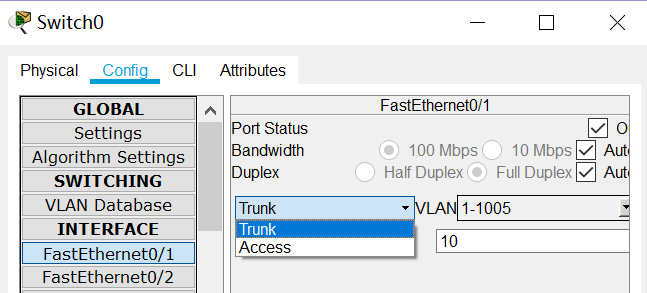 Switch0
Physical Config CLI Attributes
GLOBAL
Settings
Algorithm Settings
SWITCHING
VLAN Database
INTERFACE
FastEthernet0/1
FastEthernet0/2
FastEthernet0/1
Port Status O
Bandwidth 100 Mbps 10 Mbps Aut
Duplex Half Duplex Full Duplex Aut
Trunk VLAN 1-1005
Trunk
Access
10